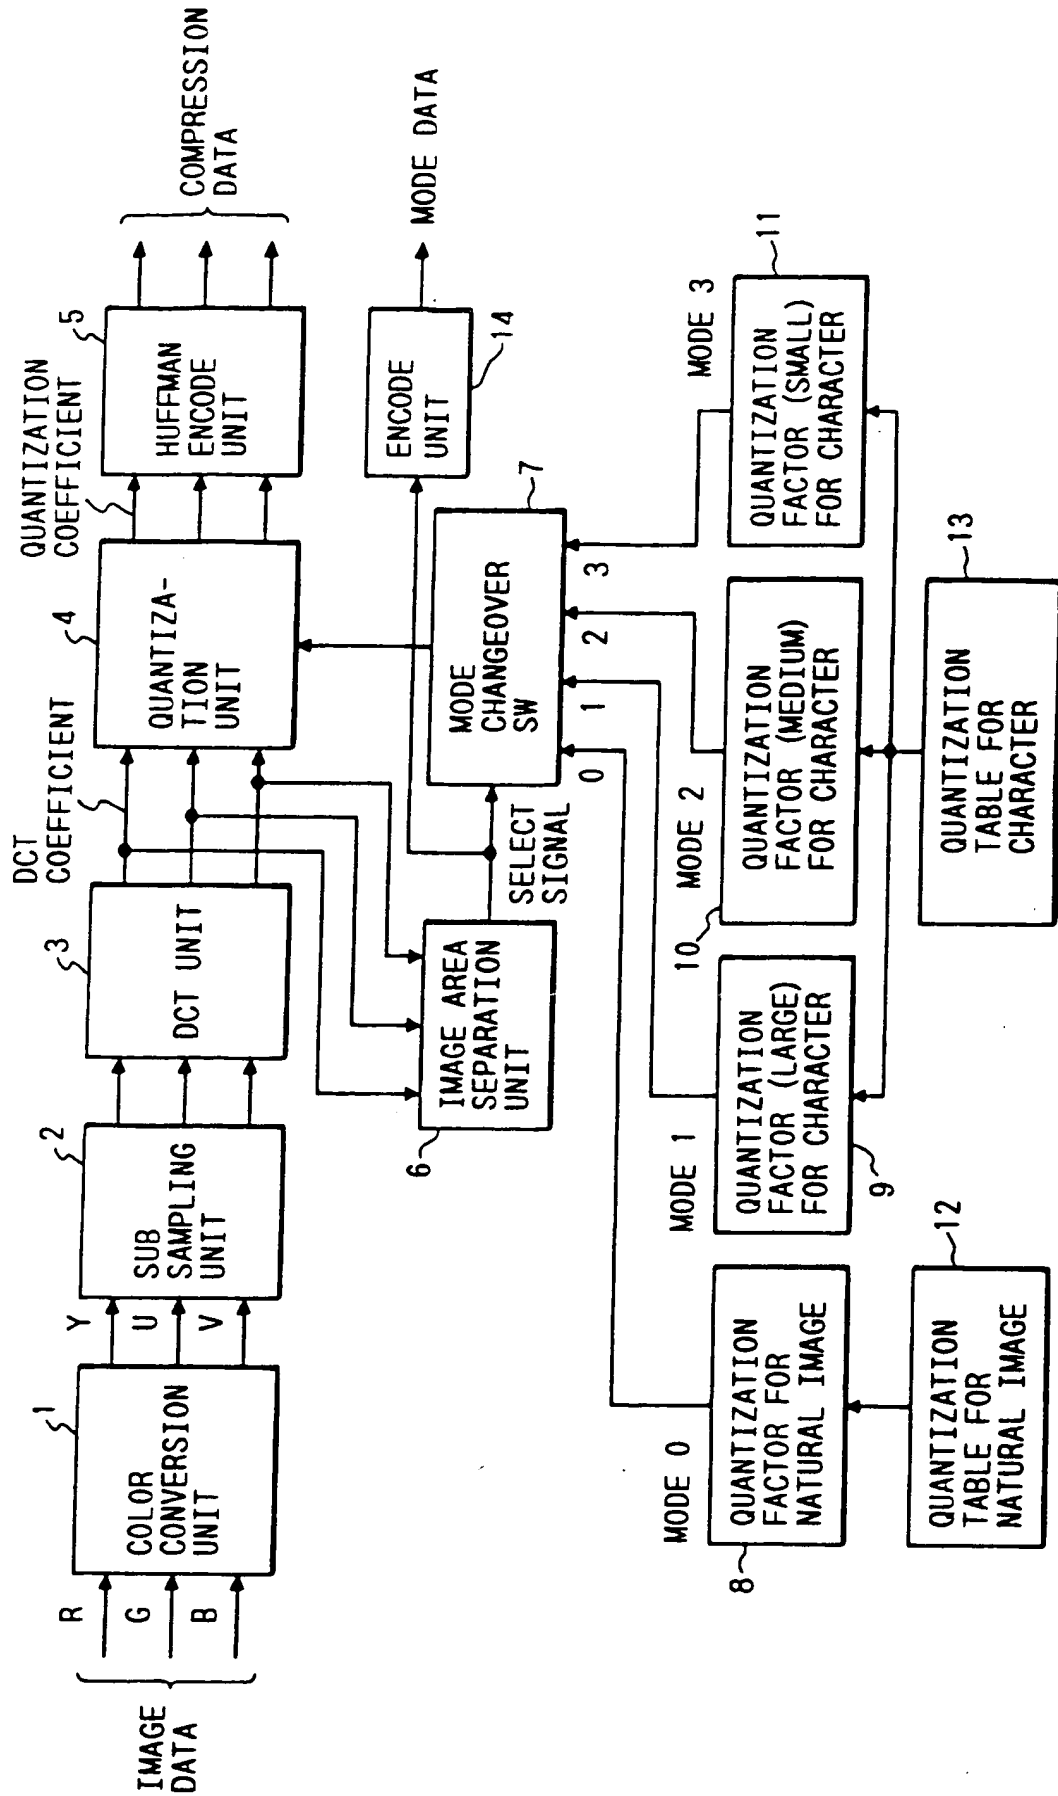 IMAGE
DATA
R
G
B
1
COLOR
CONVERSION
UNIT
Y
U
V
2
SUB
SAMPLING
UNIT
3
DCT UNIT
DCT
COEFFICIENT
4
QUANTIZA-
TION
UNIT
QUANTIZATION
COEFFICIENT
5
HUFFMAN
ENCODE
UNIT
COMPRESSION
DATA
6
IMAGE AREA
SEPARATION
UNIT
SELECT
SIGNAL
MODE
CHANGEOVER
SW
7
0
1
2
3
ENCODE
UNIT
14
MODE DATA
MODE 0
8
QUANTIZATION
FACTOR FOR
NATURAL IMAGE
MODE 1
QUANTIZATION
FACTOR (LARGE)
FOR CHARACTER
9
MODE 2
10
QUANTIZATION
FACTOR (MEDIUM)
FOR CHARACTER
MODE 3
11
QUANTIZATION
FACTOR (SMALL)
FOR CHARACTER
12
QUANTIZATION
TABLE FOR
NATURAL IMAGE
13
QUANTIZATION
TABLE FOR
CHARACTER